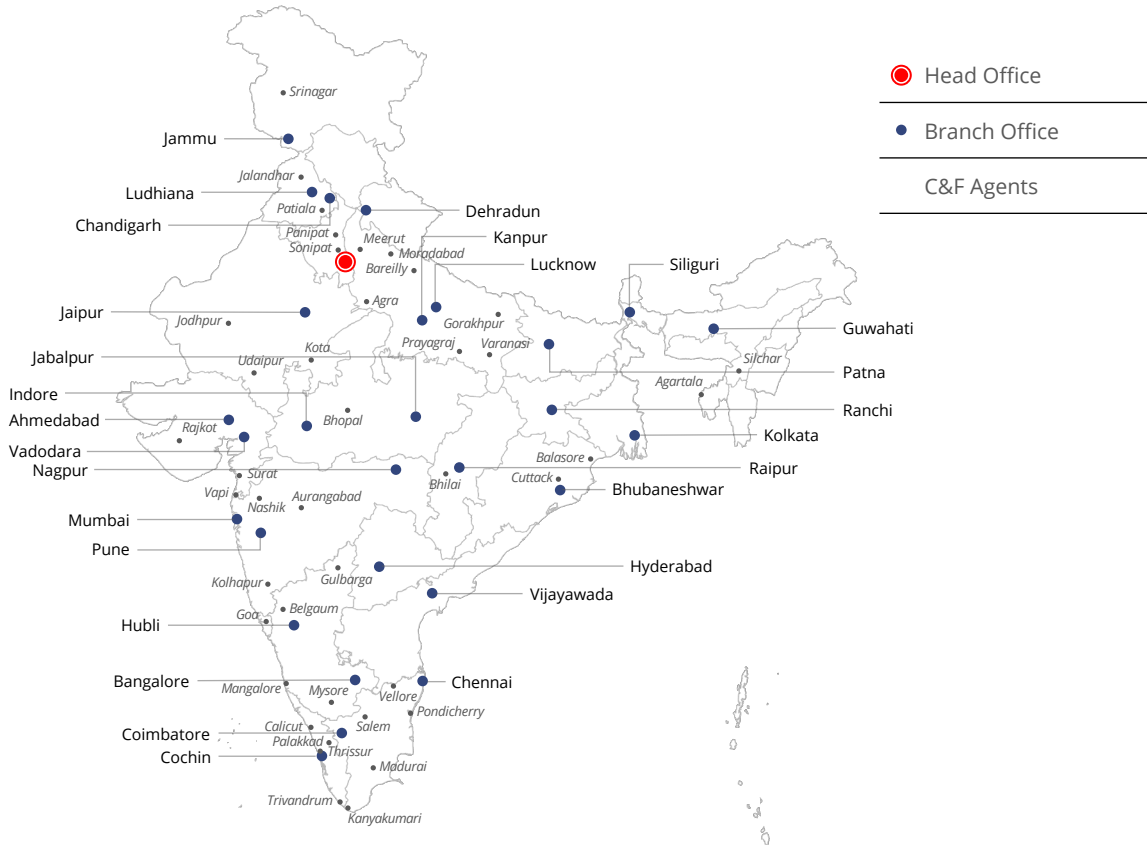 Head Office
Branch Office
C&F Agents
Srinagar
Jammu
Jalandhar
Ludhiana
Patiala
Chandigarh
Dehradun
Panipat
Kanpur
Meerut
Sonipat
Moradabad
Bareilly
Lucknow
Siliguri
Agra
Jaipur
Jodhpur
Gorakhpur
Guwahati
Prayagraj
Varanasi
Kota
Jabalpur
Udaipur
Silchar
Patna
Agartala
Indore
Ranchi
Ahmedabad
Bhopal
Rajkot
Kolkata
Vadodara
Balasore
Nagpur
Raipur
Surat
Cuttack
Bhilai
Bhubaneshwar
Vapi
Aurangabad
Nashik
Mumbai
Pune
Hyderabad
Gulbarga
Kolhapur
Vijayawada
Belgaum
Goa
Hubli
Bangalore
Chennai
Mangalore
Mysore
Vellore
Pondicherry
Salem
Calicut
Coimbatore
Palakkad
Thrissur
Cochin
Madurai
Trivandrum
Kanyakumari